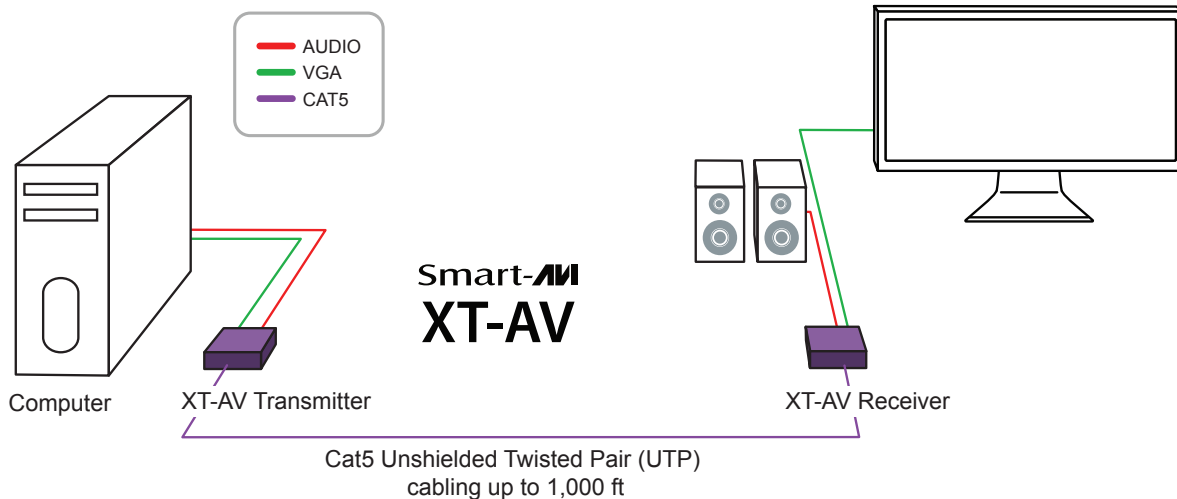 AUDIO
VGA
CAT5
Smart-AVI
XT-AV
Computer
XT-AV Transmitter
XT-AV Receiver
Cat5 Unshielded Twisted Pair (UTP)
cabling up to 1,000 ft